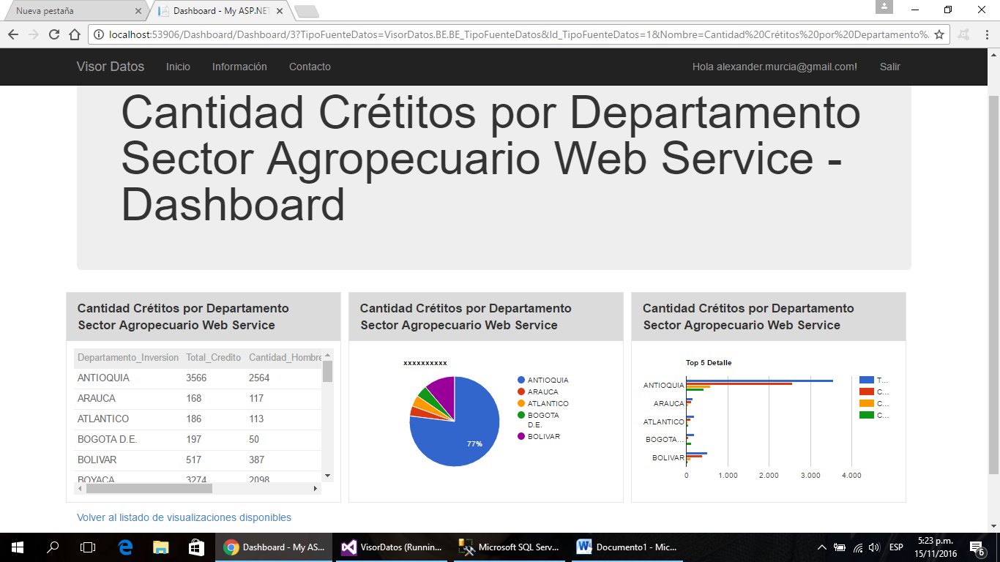 Nueva pestaña
Dashboard - My ASP.NET
localhost:53906/Dashboard/Dashboard/3?TipoFuenteDatos=VisorDatos.BE.BE_TipoFuenteDatos&Id_TipoFuenteDatos=1&Nombre=Cantidad%20Crétitos%20por%20Departamento%.
Visor Datos Inicio Información Contacto Hola alexander.murcia@gmail.com! Salir
Cantidad Crétitos por Departamento
Sector Agropecuario Web Service -
Dashboard
Cantidad Crétitos por Departamento
Sector Agropecuario Web Service
Departamento_Inversion Total_Credito Cantidad_Hombre
ANTIOQUIA 3566 2564
ARAUCA 168 117
ATLANTICO 186 113
BOGOTA D.E. 197 50
BOLIVAR 517 387
BOYACA 3274 2098
Cantidad Crétitos por Departamento
Sector Agropecuario Web Service
xxxxxxxxxx
77%
ANTIOQUIA
ARAUCA
ATLANTICO
BOGOTA
D.E.
BOLIVAR
Cantidad Crétitos por Departamento
Sector Agropecuario Web Service
Top 5 Detalle
ANTIOQUIA
ARAUCA
ATLANTICO
BOGOTA...
BOLIVAR
0 1.000 2.000 3.000 4.000
T...
C...
C...
C...
Volver al listado de visualizaciones disponibles
Dashboard - My AS...
VisorDatos (Runnin...
Microsoft SQL Serv...
Documento1 - Mic...
ESP
5:23 p.m.
15/11/2016
6